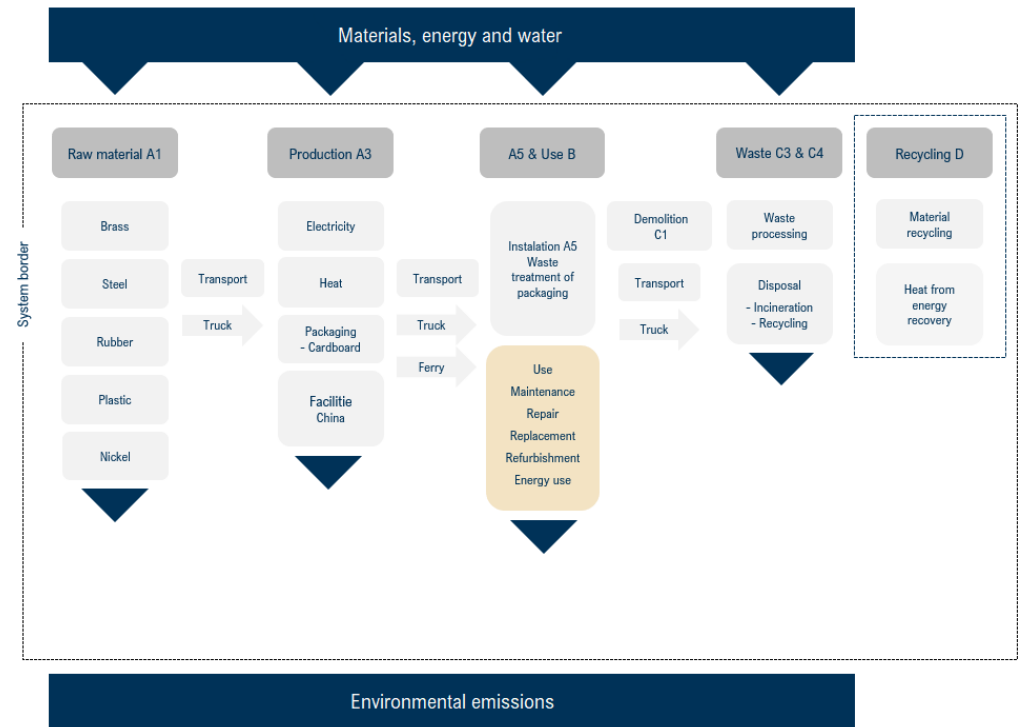 Materials, energy and water
System border
Raw material A1
Brass
Steel
Rubber
Plastic
Nickel
Transport
Truck
Production A3
Electricity
Heat
Packaging
- Cardboard
Facilitie
China
Transport
Truck
Ferry
A5 & Use B
Instalation A5
Waste
treatment of
packaging
Use
Maintenance
Repair
Replacement
Refurbishment
Energy use
Demolition
C1
Transport
Truck
Waste C3 & C4
Waste
processing
Disposal
- Incineration
- Recycling
Recycling D
Material
recycling
Heat from
energy
recovery
Environmental emissions